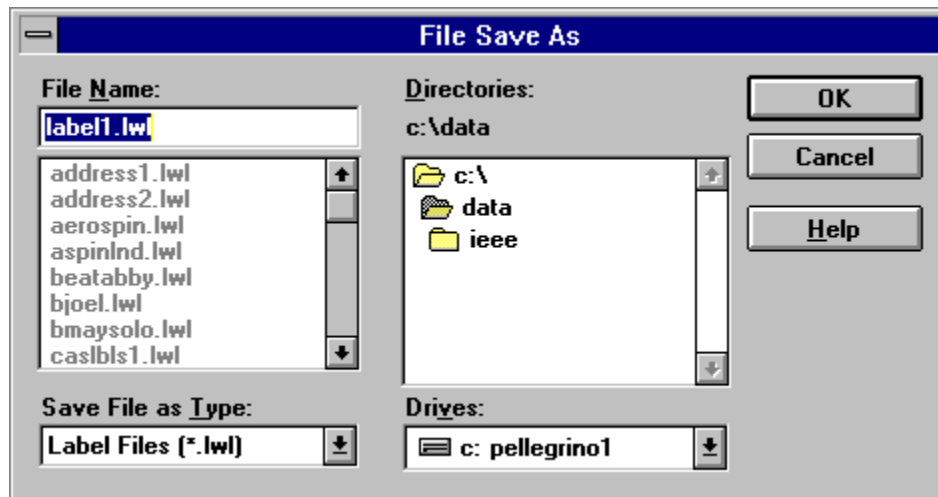 File Save As
File Name:
label1.lwl
address1.lwl
address2.lwl
aerospin.lwl
aspinlnd.lwl
beatabby.lwl
bjoel.lwl
bmaysolo.lwl
caslbls1.lwl
Save File as Type:
Label Files (*.lwl)
Directories:
c:\data
c:\
data
ieee
Drives:
c: pellegrino1
OK
Cancel
Help